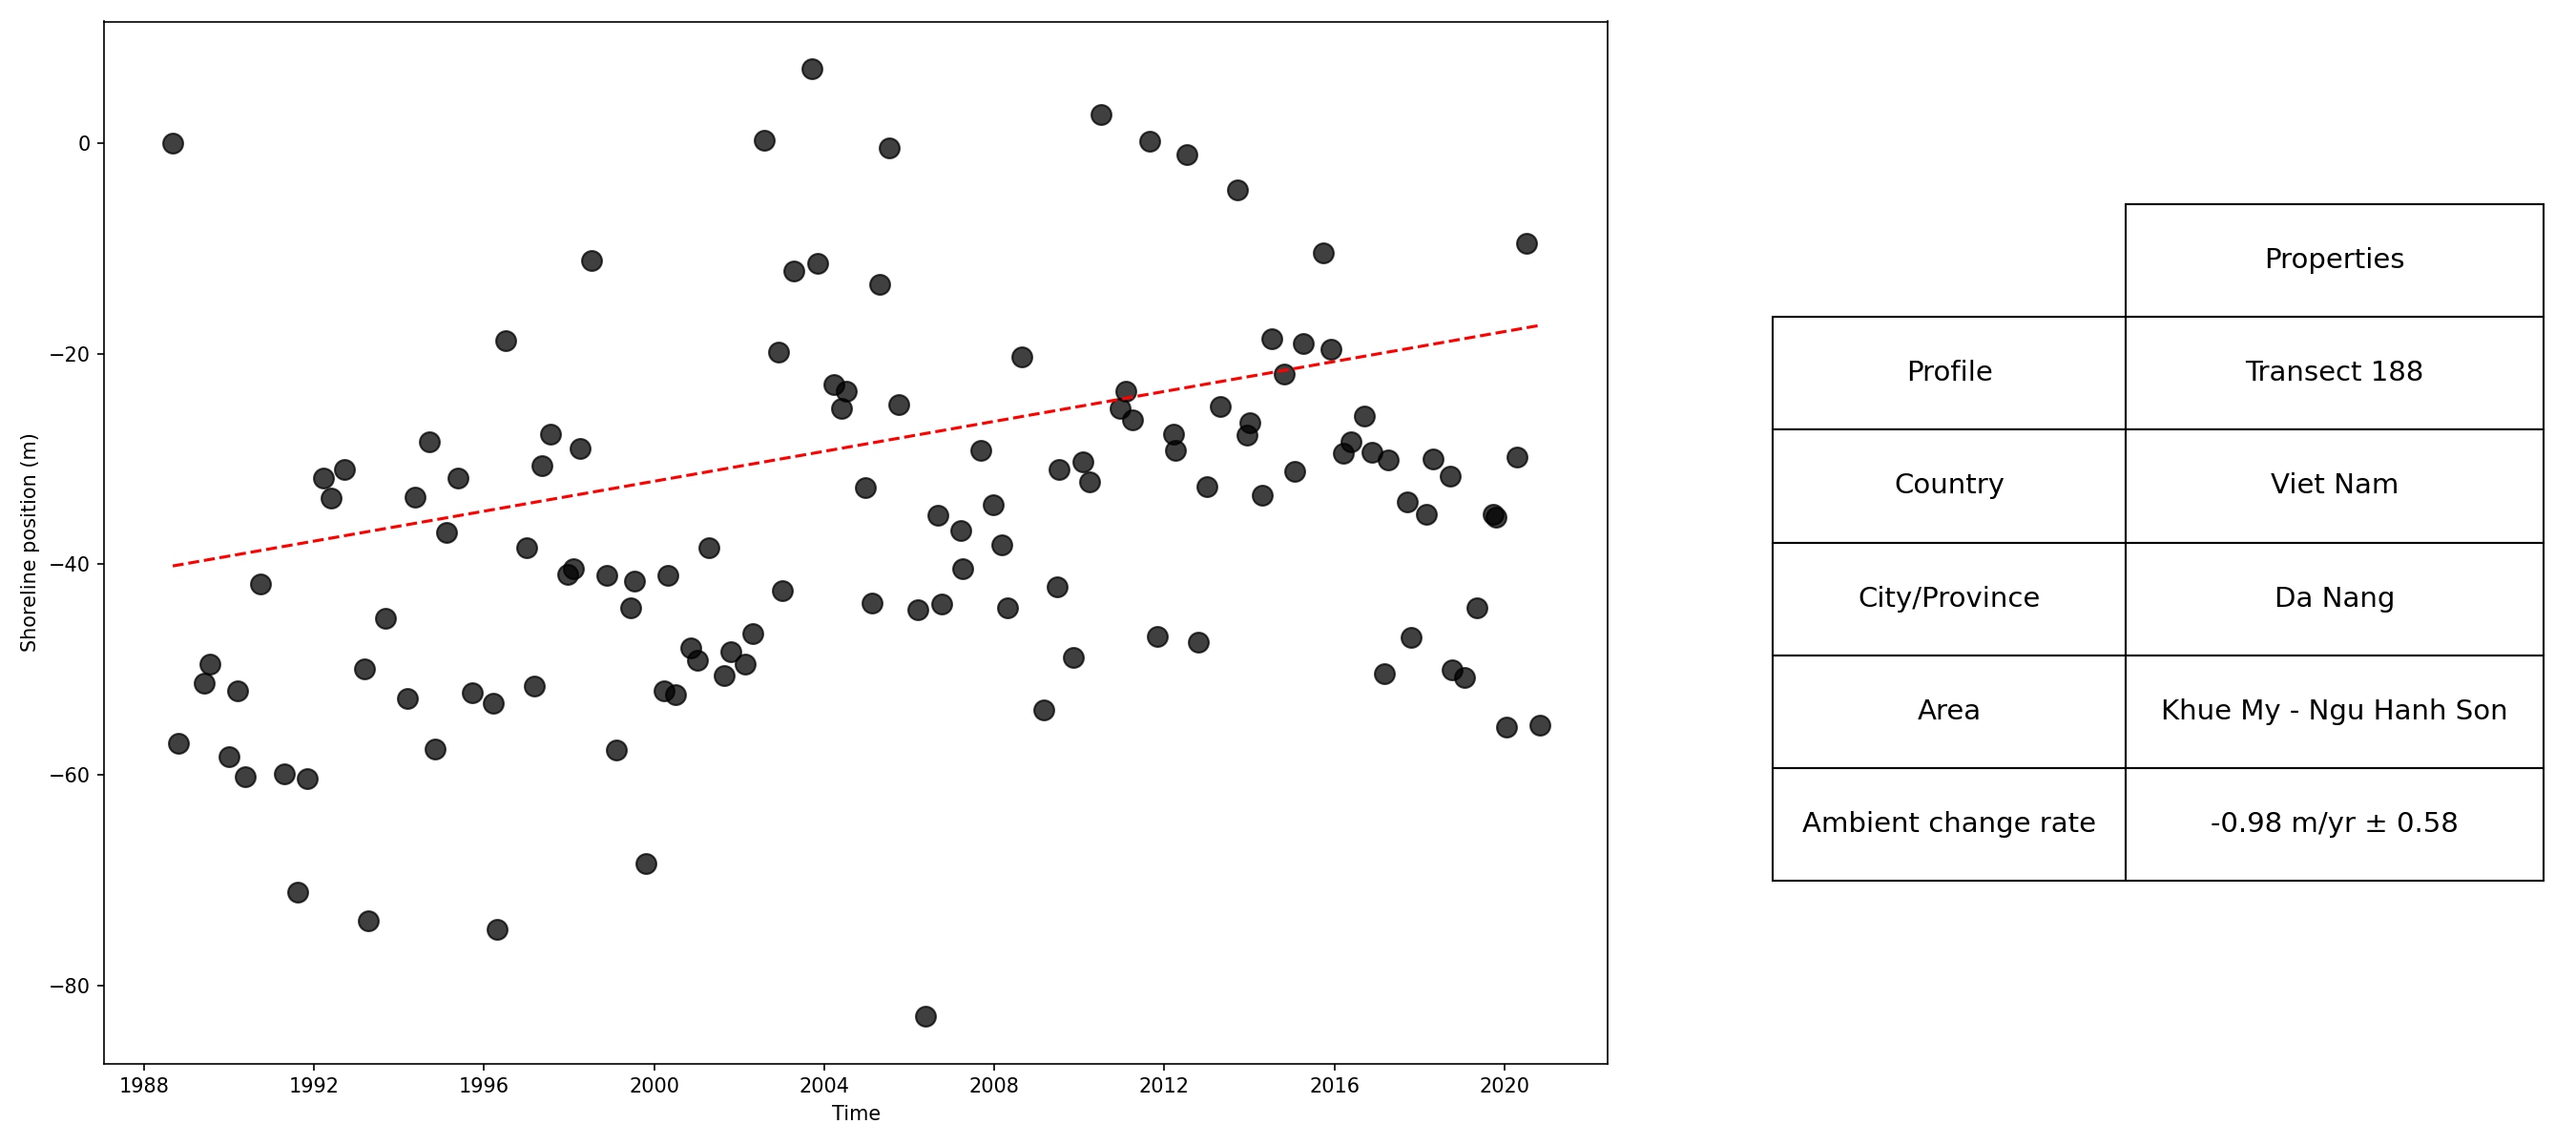 Shoreline position (m)
0
−20
−40
−60
−80
1988 1992 1996 2000 2004 2008 2012 2016 2020
Time
Properties
Profile Transect 188
Country Viet Nam
City/Province Da Nang
Area Khue My - Ngu Hanh Son
Ambient change rate -0.98 m/yr ± 0.58